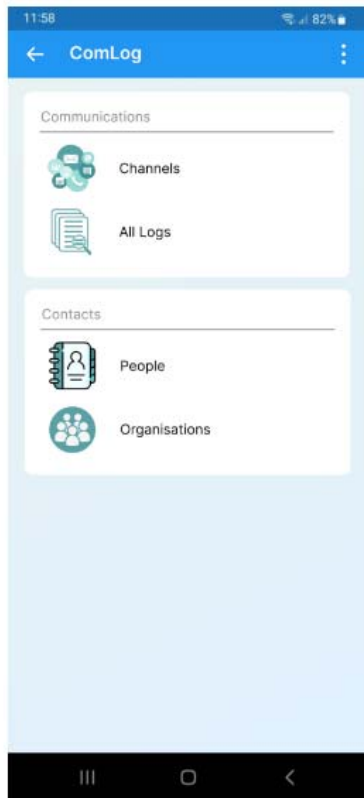 11:58 82%
ComLog
Communications
Channels
All Logs
Contacts
People
Organisations